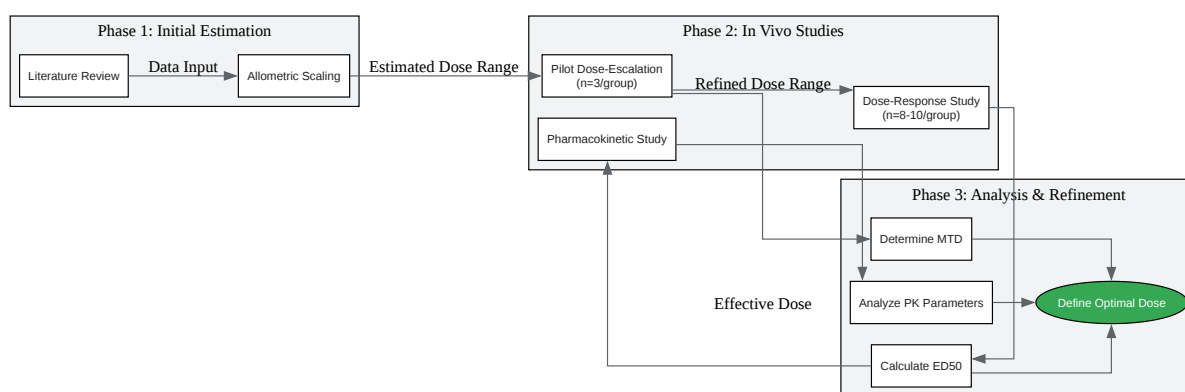 Phase 1: Initial Estimation
Literature Review
Data Input
Allometric Scaling
Estimated Dose Range
Phase 2: In Vivo Studies
Pilot Dose-Escalation
(n=3/group)
Refined Dose Range
Dose-Response Study
(n=8-10/group)
Pharmacokinetic Study
Phase 3: Analysis & Refinement
Determine MTD
Analyze PK Parameters
Define Optimal Dose
Effective Dose
Calculate ED50